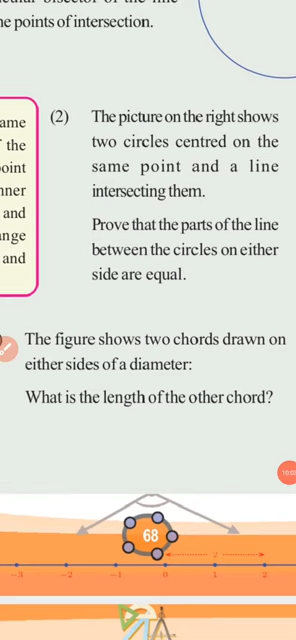 he points of intersection.
ame
the
point
nner
and
ange
and
(2) The picture on the right shows
two circles centred on the
same point and a line
intersecting them.
Prove that the parts of the line
between the circles on either
side are equal.
The figure shows two chords drawn on
either sides of a diameter:
What is the length of the other chord?
68
-3 -2 -1 0 1 2